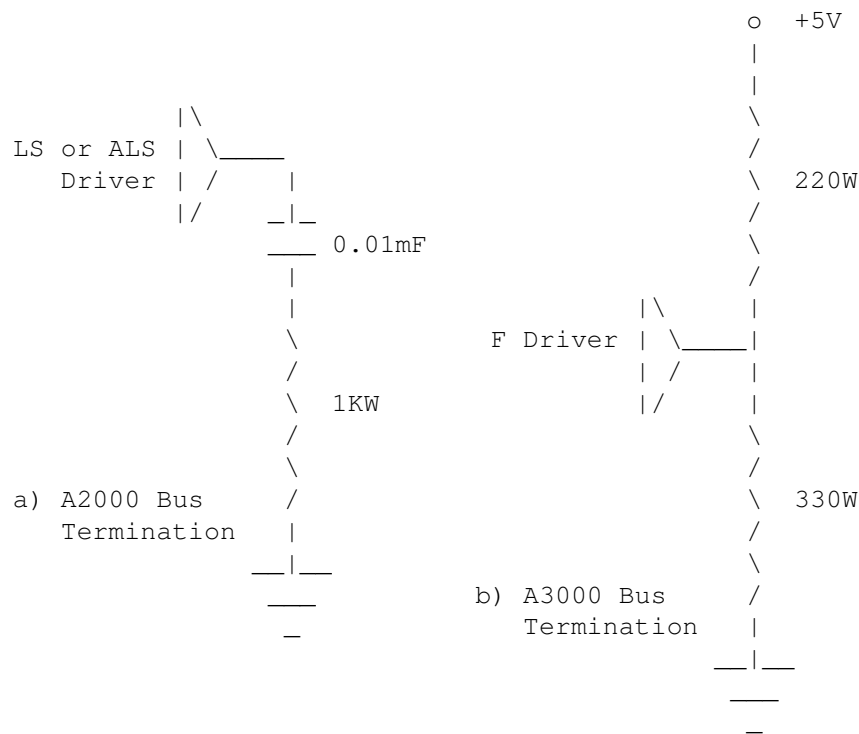 +5V
LS or ALS
Driver
220W
0.01mF
F Driver
1KW
a) A2000 Bus
Termination
330W
b) A3000 Bus
Termination